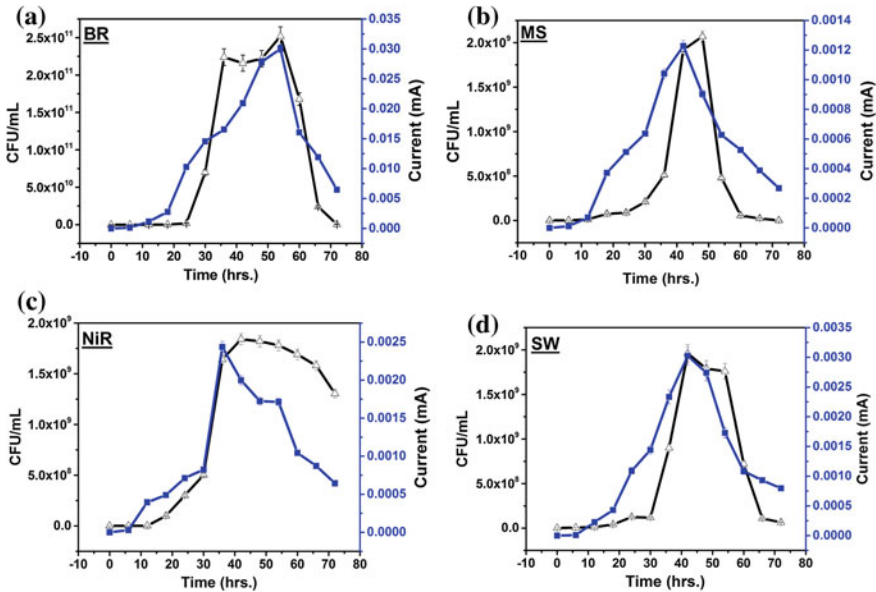 (a)
BR
CFU/mL
2.5x10¹¹
2.0x10¹¹
2.0x10¹¹
1.0x10¹¹
5.0x10¹⁰
0.0
0.035
0.030
0.025
0.020
0.015
0.010
0.005
0.000
Current (mA)
-10 0 10 20 30 40 50 60 70 80
Time (hrs.)
(b)
MS
CFU/mL
2.0x10⁹
1.5x10⁹
1.0x10⁹
5.0x10⁸
0.0
0.0014
0.0012
0.0010
0.0008
0.0006
0.0004
0.0002
0.0000
Current (mA)
-10 0 10 20 30 40 50 60 70 80
Time (hrs.)
(c)
NiR
CFU/mL
2.0x10⁹
1.5x10⁹
1.0x10⁹
5.0x10⁸
0.0
0.0025
0.0020
0.0015
0.0010
0.0005
0.0000
Current (mA)
-10 0 10 20 30 40 50 60 70 80
Time (hrs.)
(d)
SW
CFU/mL
2.0x10⁹
1.5x10⁹
1.0x10⁹
5.0x10⁸
0.0
0.0035
0.0030
0.0025
0.0020
0.0015
0.0010
0.0005
0.0000
Current (mA)
-10 0 10 20 30 40 50 60 70 80
Time (hrs.)